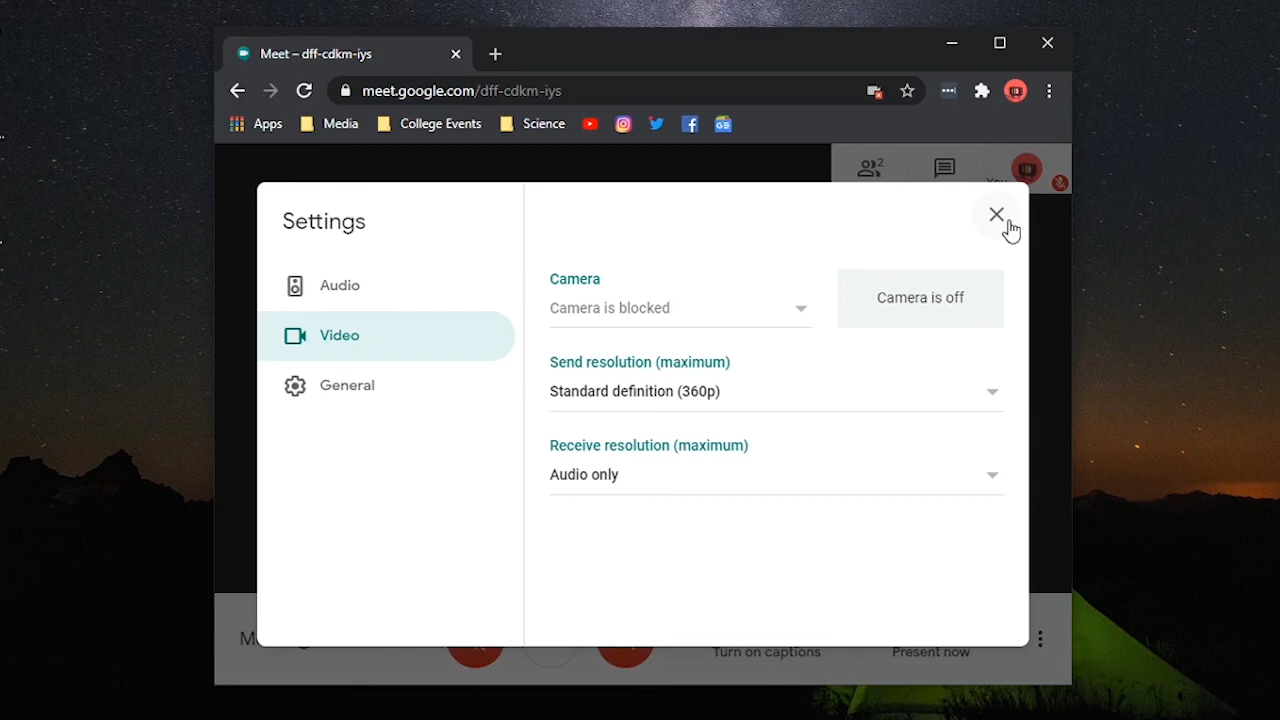 Meet – dff-cdkm-iys
meet.google.com/dff-cdkm-iys
Apps Media College Events Science
2
Settings
Audio
Video
General
Camera
Camera is blocked
Camera is off
Send resolution (maximum)
Standard definition (360p)
Receive resolution (maximum)
Audio only
Turn on captions
Present now